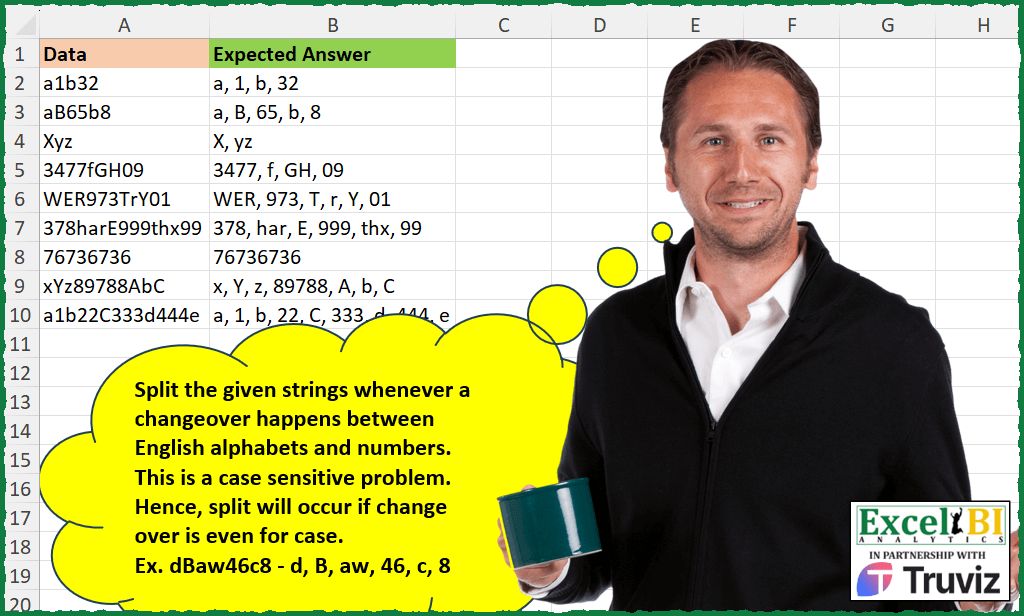 A B C D E F G H
1 Data Expected Answer
2 a1b32 a, 1, b, 32
3 aB65b8 a, B, 65, b, 8
4 Xyz X, yz
5 3477fGH09 3477, f, GH, 09
6 WER973TrY01 WER, 973, T, r, Y, 01
7 378harE999thx99 378, har, E, 999, thx, 99
8 76736736 76736736
9 xYz89788AbC x, Y, z, 89788, A, b, C
10 a1b22C333d444e a, 1, b, 22, C, 333, d, 444, e
11
12
13
14
15
16
17
18
19
20
Split the given strings whenever a
changeover happens between
English alphabets and numbers.
This is a case sensitive problem.
Hence, split will occur if change
over is even for case.
Ex. dBaw46c8 - d, B, aw, 46, c, 8
Excel BI
ANALYTICS
IN PARTNERSHIP WITH
Truviz